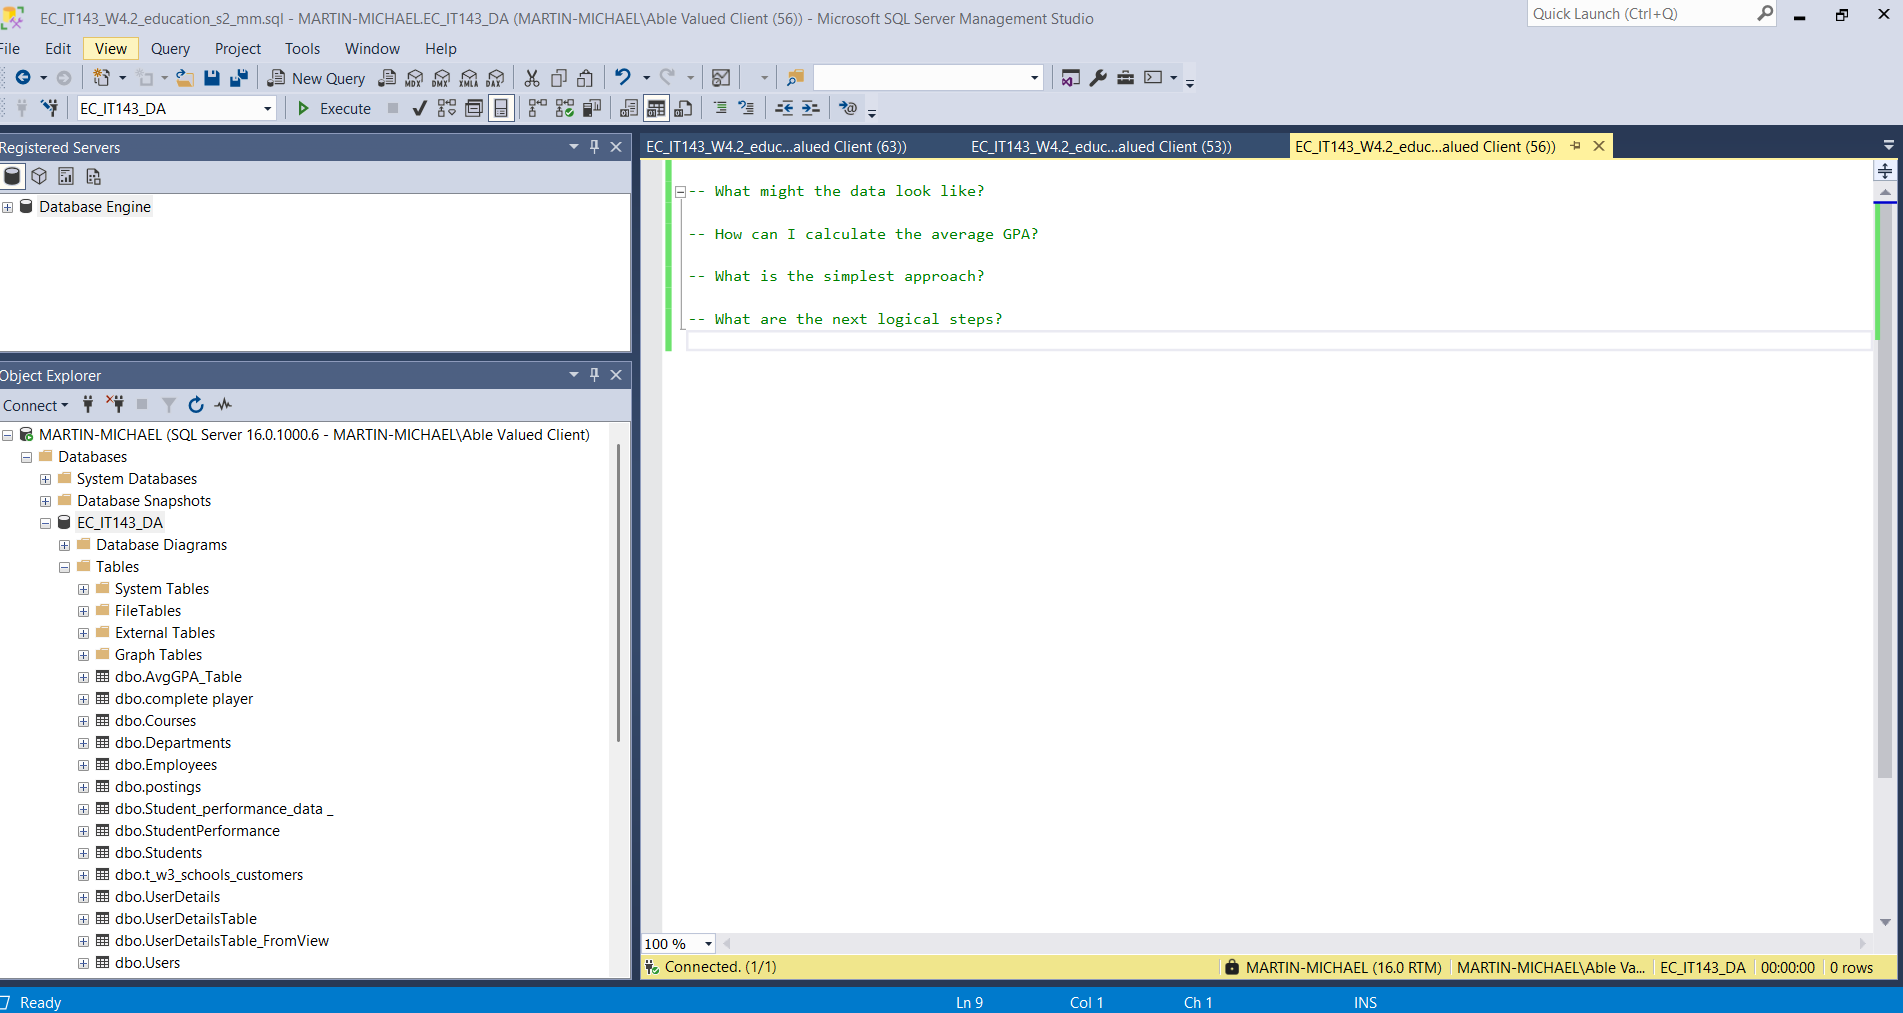 EC_IT143_W4.2_education_s2_mm.sql - MARTIN-MICHAEL.EC_IT143_DA (MARTIN-MICHAEL\Able Valued Client (56)) - Microsoft SQL Server Management Studio
Quick Launch (Ctrl+Q)
ile Edit View Query Project Tools Window Help
New Query MDX DMX XMLA DAX
EC_IT143_DA Execute
Registered Servers
Database Engine
Object Explorer
Connect
MARTIN-MICHAEL (SQL Server 16.0.1000.6 - MARTIN-MICHAEL\Able Valued Client)
Databases
System Databases
Database Snapshots
EC_IT143_DA
Database Diagrams
Tables
System Tables
FileTables
External Tables
Graph Tables
dbo.AvgGPA_Table
dbo.complete player
dbo.Courses
dbo.Departments
dbo.Employees
dbo.postings
dbo.Student_performance_data _
dbo.StudentPerformance
dbo.Students
dbo.t_w3_schools_customers
dbo.UserDetails
dbo.UserDetailsTable
dbo.UserDetailsTable_FromView
dbo.Users
EC_IT143_W4.2_educ...alued Client (63)) EC_IT143_W4.2_educ...alued Client (53)) EC_IT143_W4.2_educ...alued Client (56))
-- What might the data look like?
-- How can I calculate the average GPA?
-- What is the simplest approach?
-- What are the next logical steps?
100 %
Connected. (1/1) MARTIN-MICHAEL (16.0 RTM) MARTIN-MICHAEL\Able Va... EC_IT143_DA 00:00:00 0 rows
Ready Ln 9 Col 1 Ch 1 INS